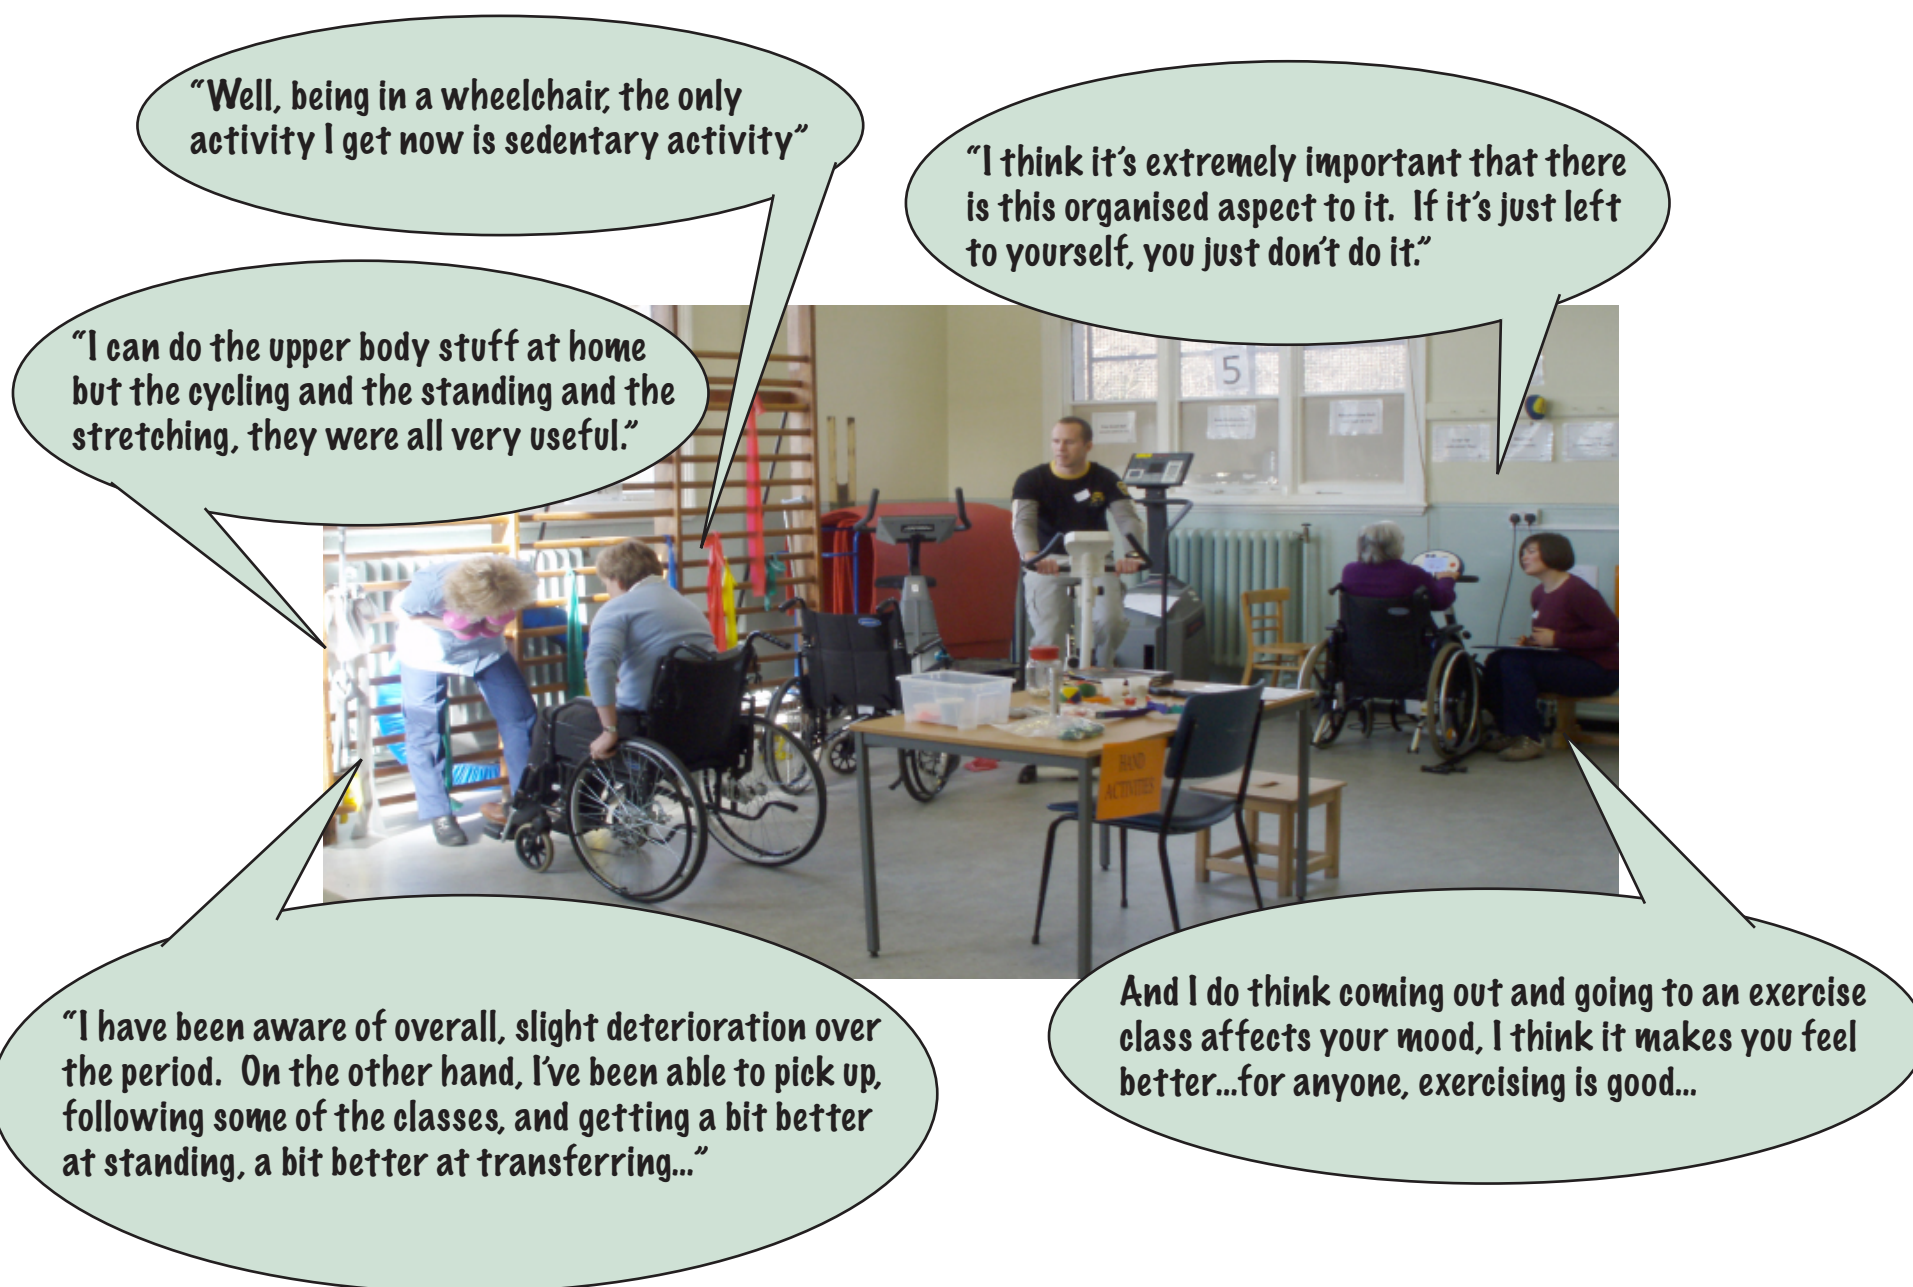 “Well, being in a wheelchair, the only
activity I get now is sedentary activity”
“I think it’s extremely important that there
is this organised aspect to it.  If it’s just left
to yourself, you just don’t do it.”
“I can do the upper body stuff at home
but the cycling and the standing and the
stretching, they were all very useful.”
5
HAND
ACTIVITIES
“I have been aware of overall, slight deterioration over
the period.  On the other hand, I’ve been able to pick up,
following some of the classes, and getting a bit better
at standing, a bit better at transferring...”
And I do think coming out and going to an exercise
class affects your mood, I think it makes you feel
better...for anyone, exercising is good...